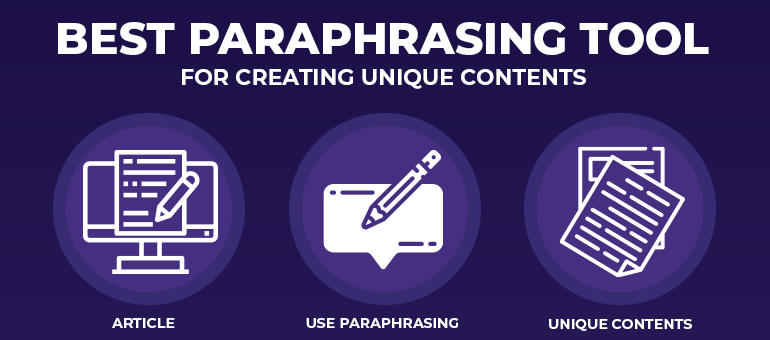 BEST PARAPHRASING TOOL
FOR CREATING UNIQUE CONTENTS
ARTICLE
USE PARAPHRASING
UNIQUE CONTENTS